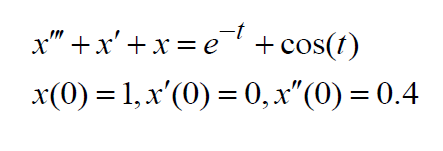 x''' + x' + x = e^{-t} + cos(t)
x(0) = 1, x'(0) = 0, x''(0) = 0.4